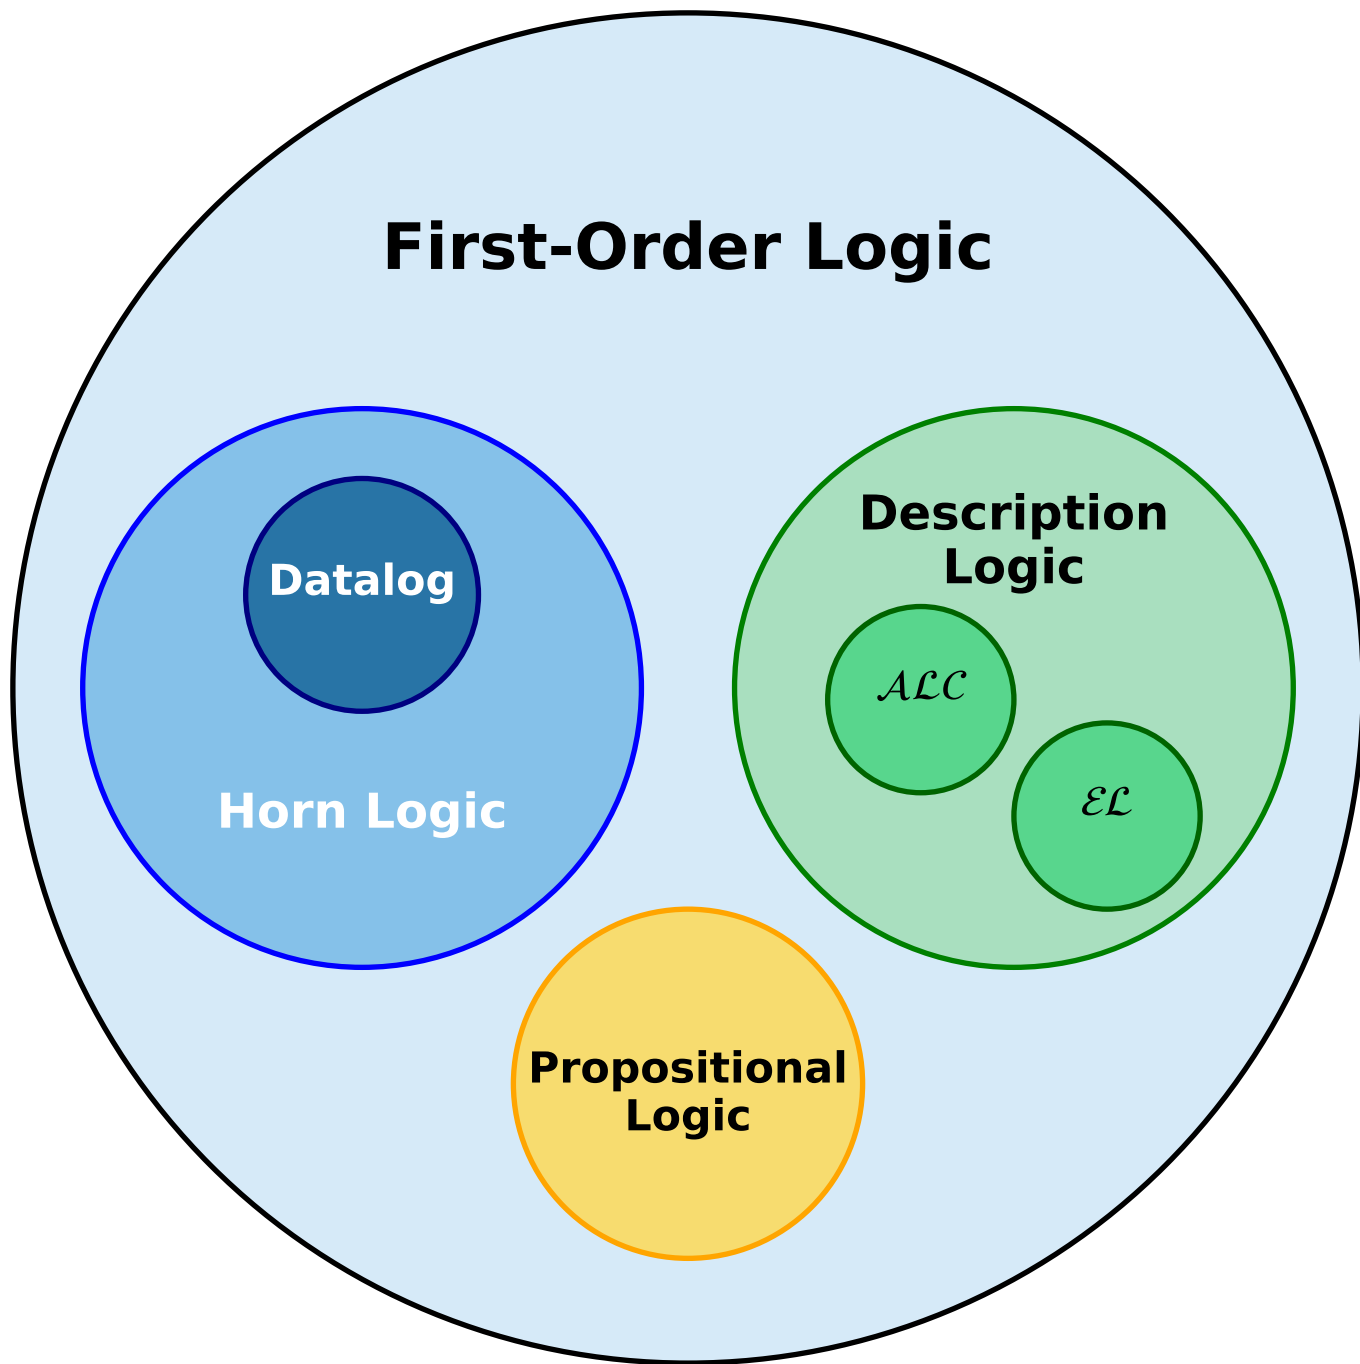 First-Order Logic
Description
Logic
Datalog
𝒜ℒ𝒞
ℰℒ
Horn Logic
Propositional
Logic